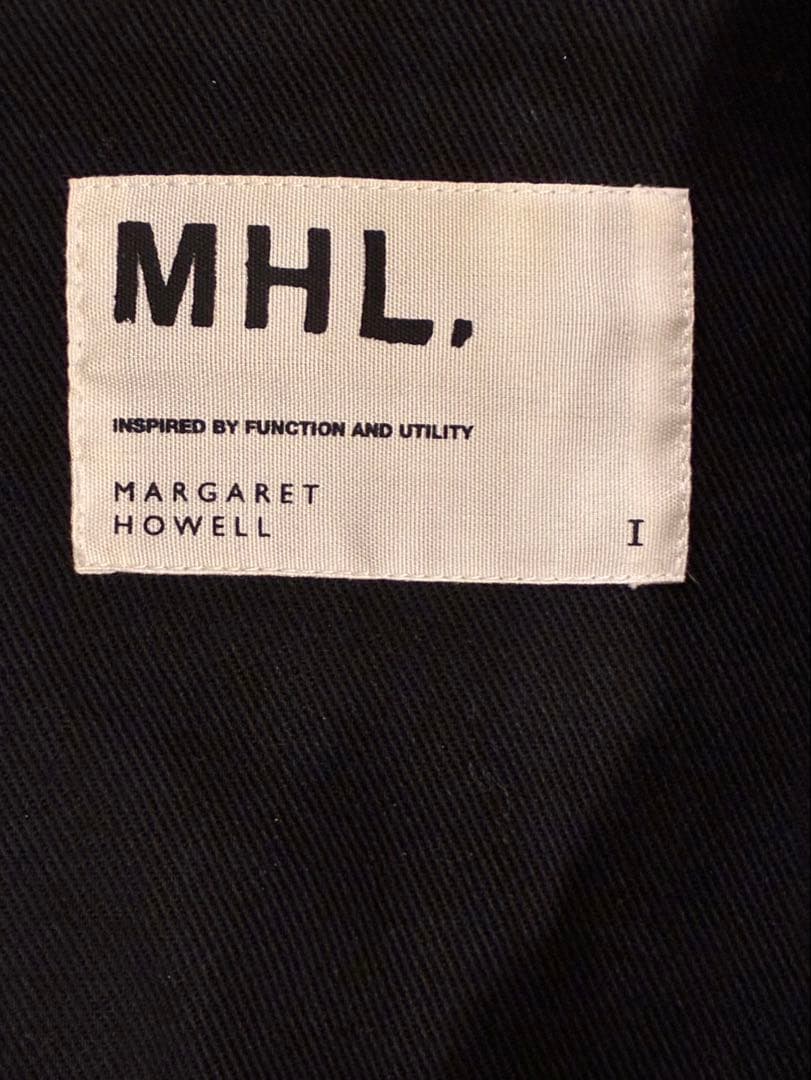 MHL.
INSPIRED BY FUNCTION AND UTILITY
MARGARET
HOWELL
I